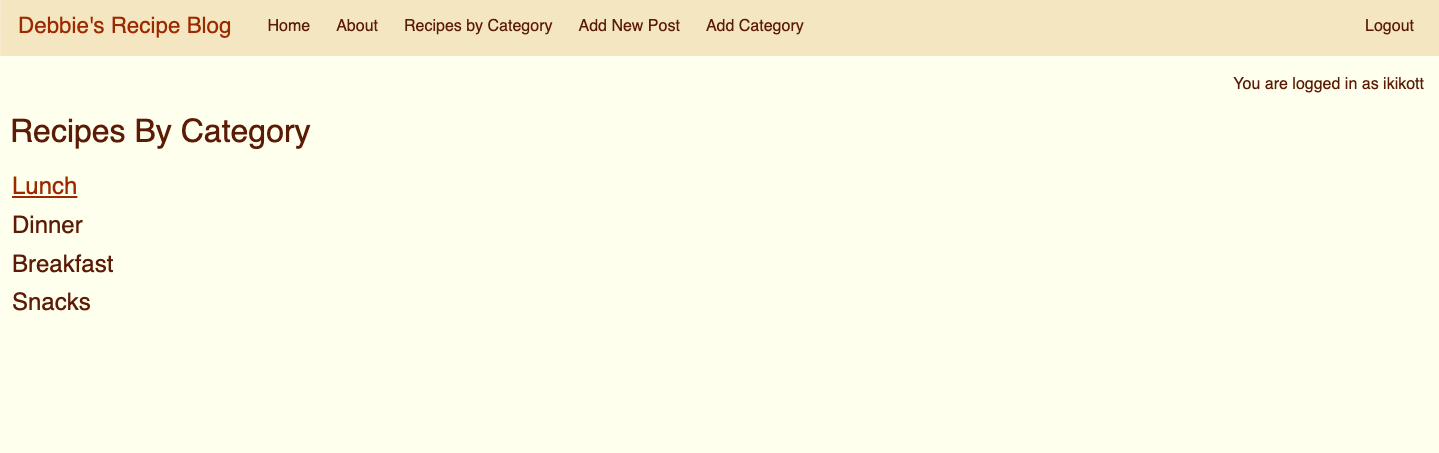 Debbie's Recipe Blog Home About Recipes by Category Add New Post Add Category Logout
You are logged in as ikikott
Recipes By Category
Lunch
Dinner
Breakfast
Snacks